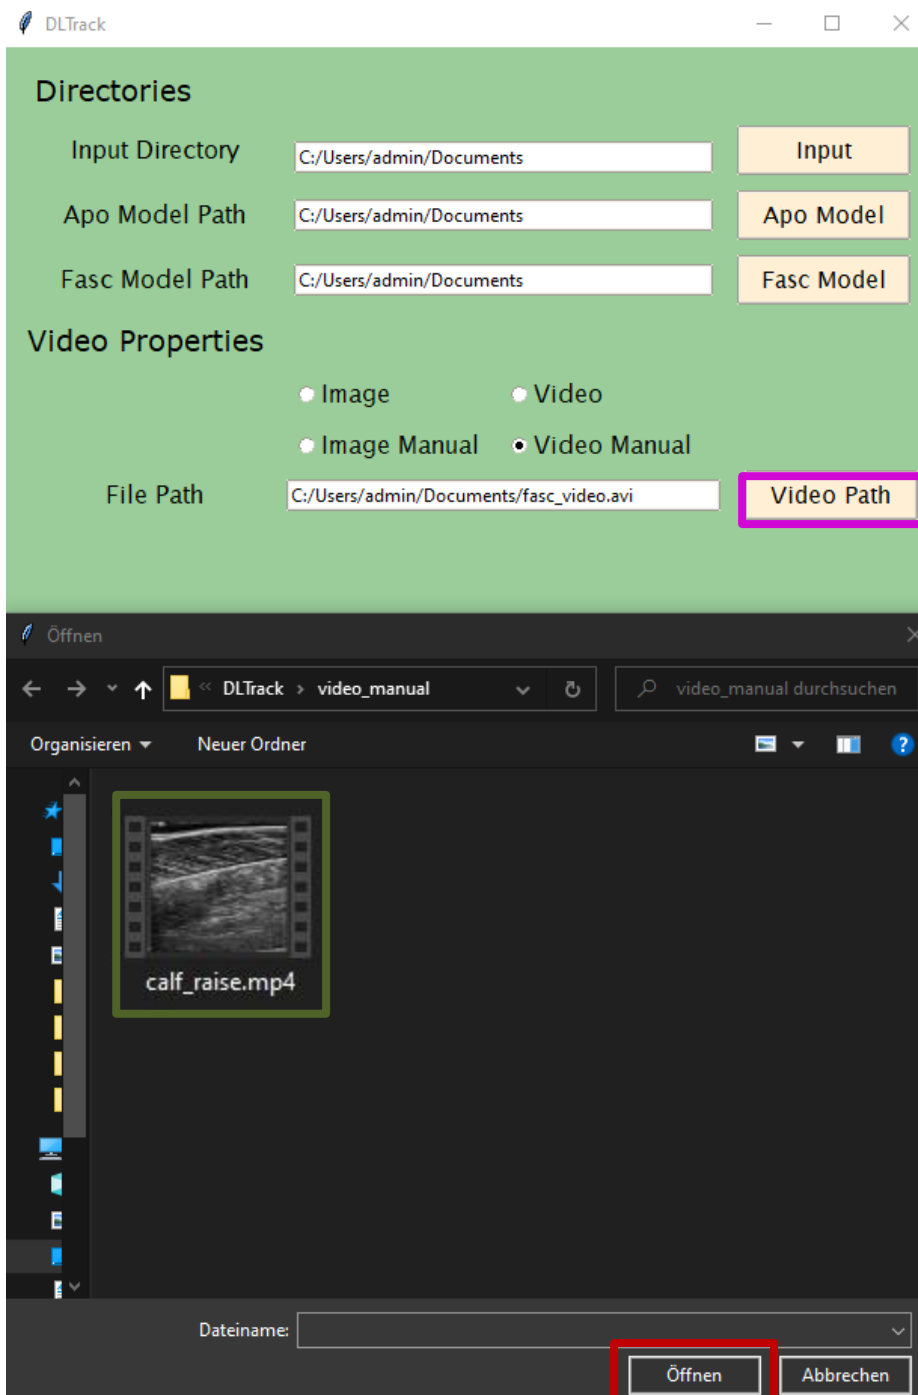 DLTrack
Directories
Input Directory C:/Users/admin/Documents Input
Apo Model Path C:/Users/admin/Documents Apo Model
Fasc Model Path C:/Users/admin/Documents Fasc Model
Video Properties
Image Video
Image Manual Video Manual
File Path C:/Users/admin/Documents/fasc_video.avi Video Path
Öffnen
« DLTrack › video_manual video_manual durchsuchen
Organisieren Neuer Ordner ?
calf_raise.mp4
Dateiname:
Öffnen Abbrechen